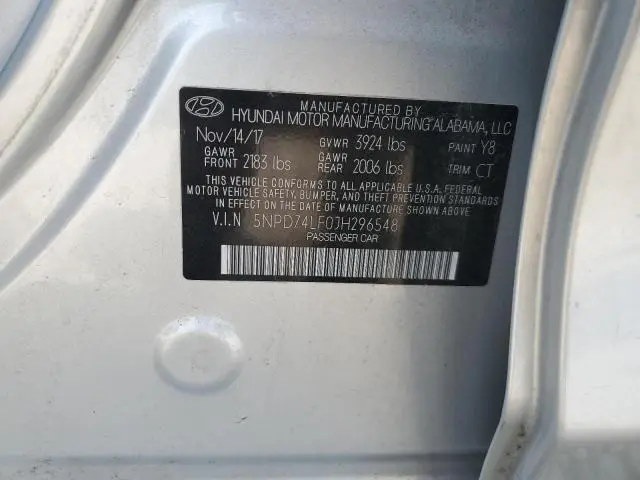 MANUFACTURED BY
HYUNDAI MOTOR MANUFACTURING ALABAMA, LLC
Nov/14/17 GVWR 3924 lbs PAINT Y8
GAWR FRONT 2183 lbs GAWR REAR 2006 lbs TRIM CT
THIS VEHICLE CONFORMS TO ALL APPLICABLE U.S.A. FEDERAL
MOTOR VEHICLE SAFETY, BUMPER, AND THEFT PREVENTION STANDARDS
IN EFFECT ON THE DATE OF MANUFACTURE SHOWN ABOVE.
V.I.N 5NPD74LF0JH296548
PASSENGER CAR